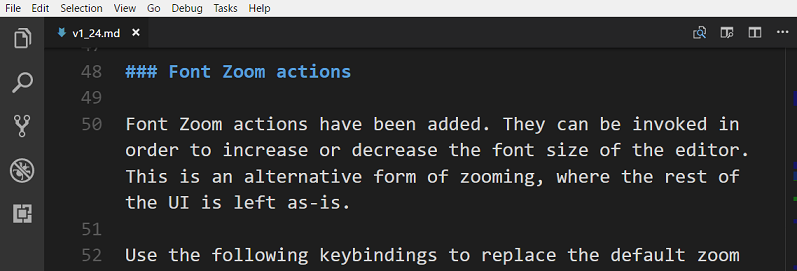 File Edit Selection View Go Debug Tasks Help
v1_24.md
47
48 ### Font Zoom actions
49
50 Font Zoom actions have been added. They can be invoked in
order to increase or decrease the font size of the editor.
This is an alternative form of zooming, where the rest of
the UI is left as-is.
51
52 Use the following keybindings to replace the default zoom